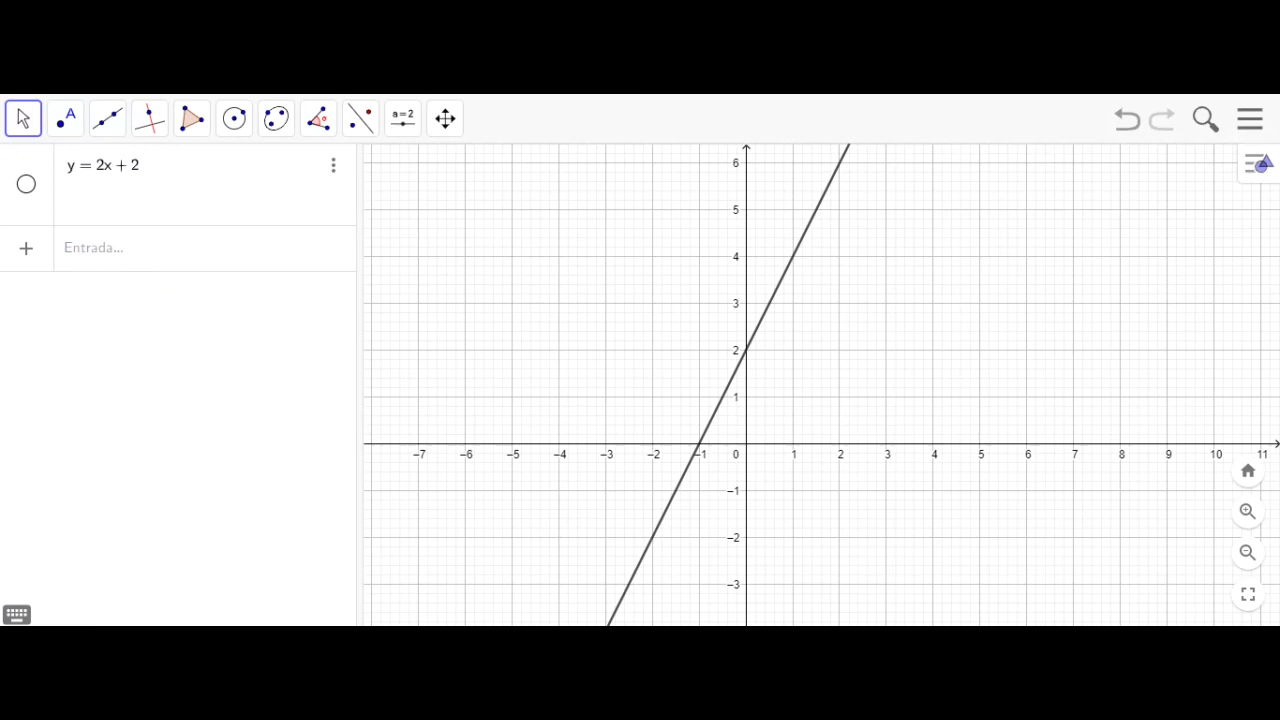 A
a=2
y = 2x + 2
Entrada...
6
5
4
3
2
1
−7 −6 −5 −4 −3 −2 −1 0 1 2 3 4 5 6 7 8 9 10 11
−1
−2
−3